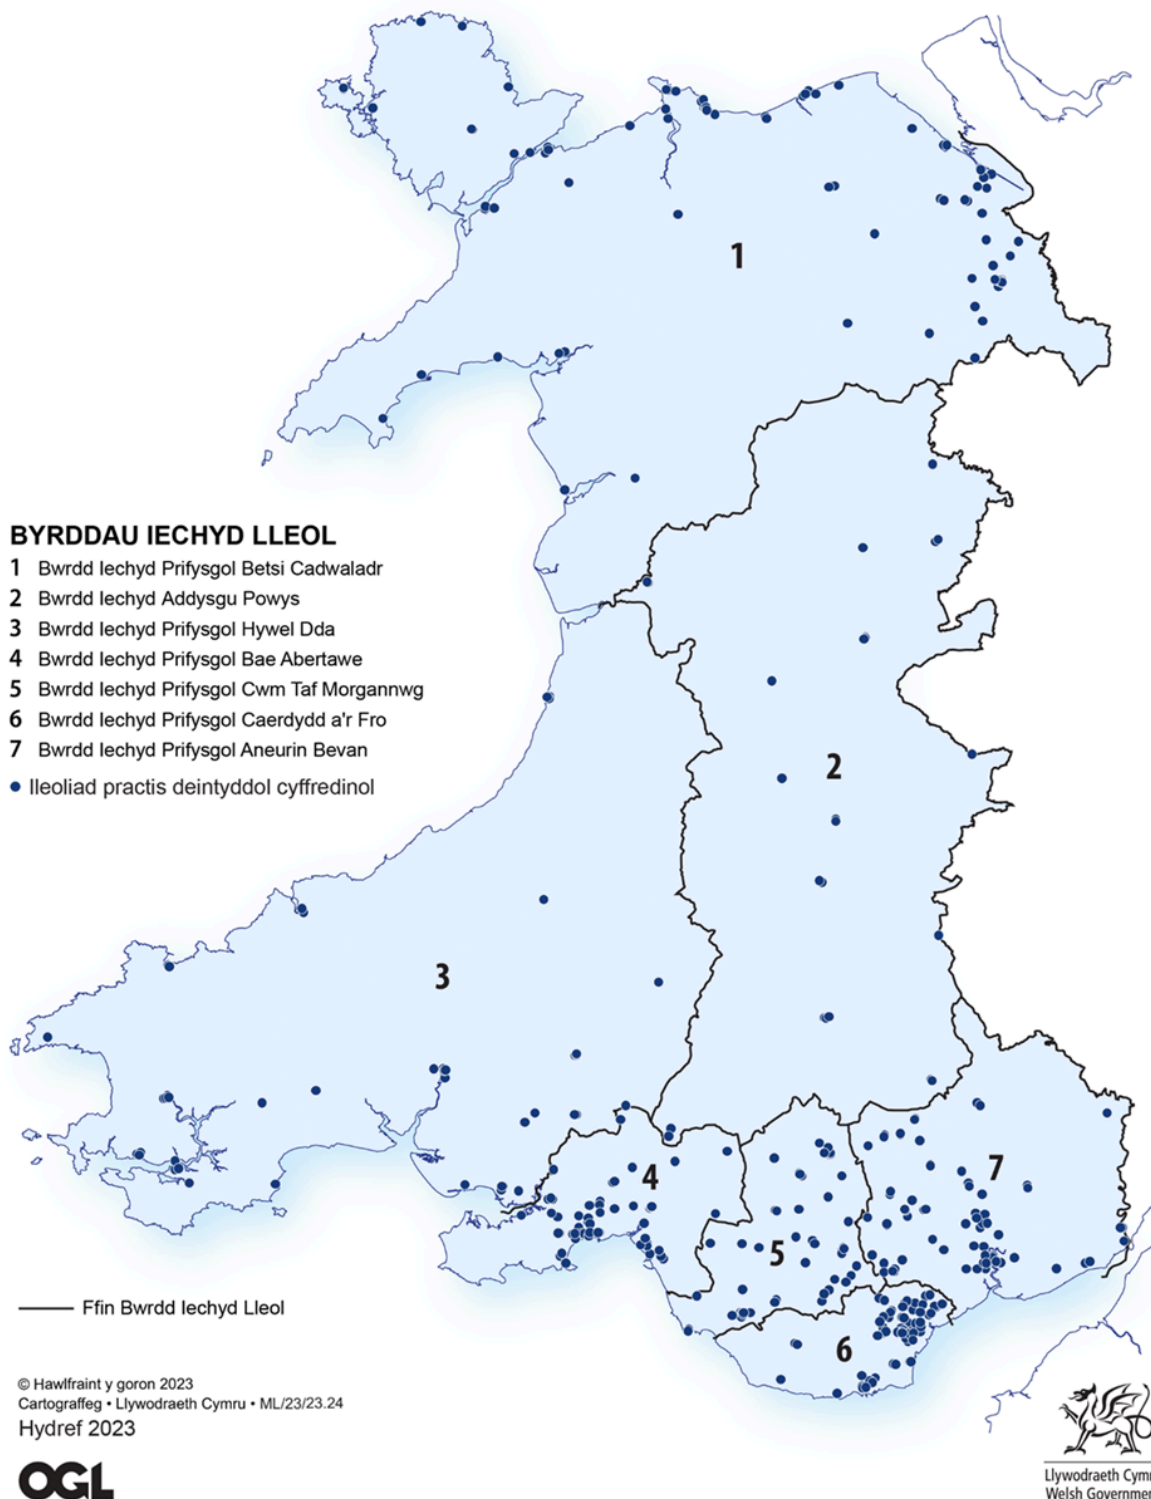 1
2
3
4
5
6
7
BYRDDAU IECHYD LLEOL
1 Bwrdd Iechyd Prifysgol Betsi Cadwaladr
2 Bwrdd Iechyd Addysgu Powys
3 Bwrdd Iechyd Prifysgol Hywel Dda
4 Bwrdd Iechyd Prifysgol Bae Abertawe
5 Bwrdd Iechyd Prifysgol Cwm Taf Morgannwg
6 Bwrdd Iechyd Prifysgol Caerdydd a'r Fro
7 Bwrdd Iechyd Prifysgol Aneurin Bevan
lleoliad practis deintyddol cyffredinol
Ffin Bwrdd Iechyd Lleol
© Hawlfraint y goron 2023
Cartograffeg • Llywodraeth Cymru • ML/23/23.24
Hydref 2023
OGL
Llywodraeth Cym
Welsh Governmen